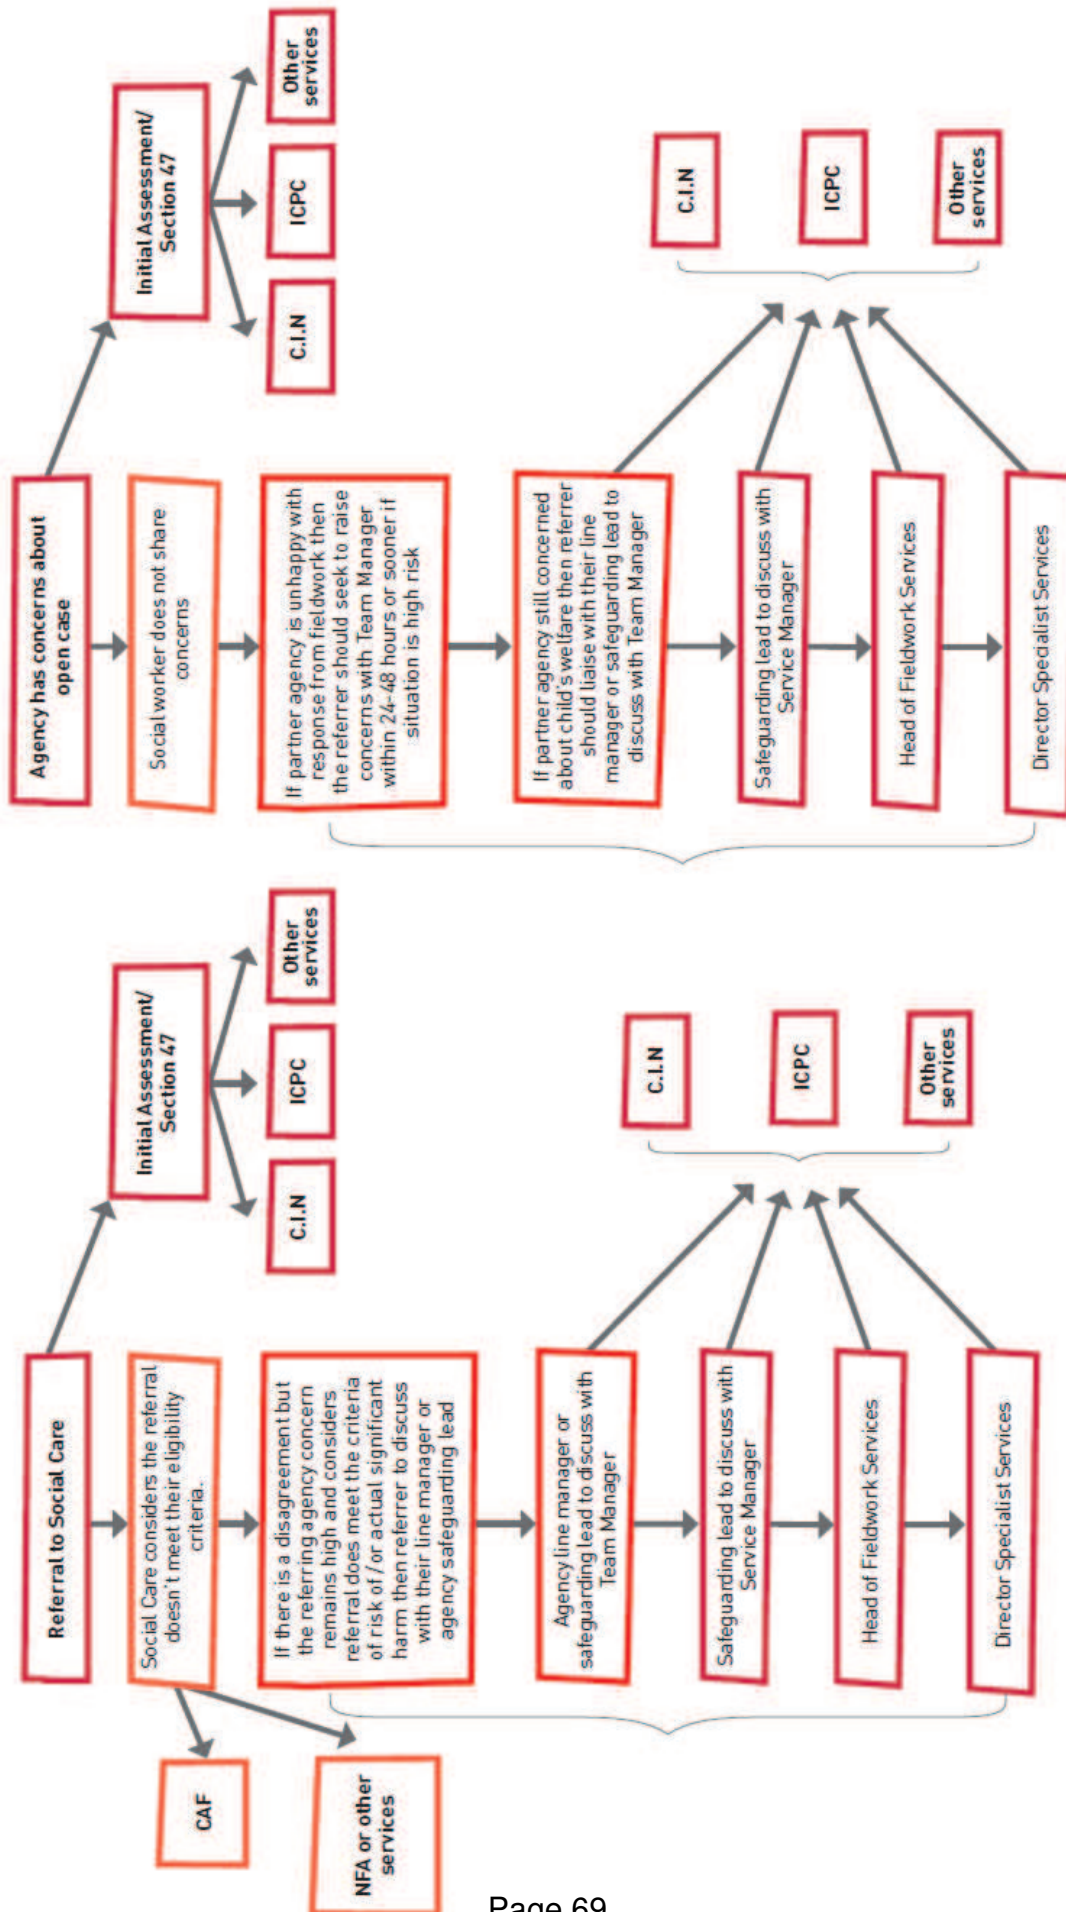 Referral to Social Care
Social Care considers the referral
doesn't meet their eligibility
criteria.
CAF
NFA or other
services
If there is a disagreement but
the referring agency concern
remains high and considers
referral does meet the criteria
of risk of/or actual significant
harm then referrer to discuss
with their line manager or
agency safeguarding lead
Agency line manager or
safeguarding lead to discuss with
Team Manager
Safeguarding lead to discuss with
Service Manager
Head of Fieldwork Services
Director Specialist Services
Initial Assessment/
Section 47
C.I.N
ICPC
Other
services
C.I.N
ICPC
Other
services
Agency has concerns about
open case
Social worker does not share
concerns
If partner agency is unhappy with
response from fieldwork then
the referrer should seek to raise
concerns with Team Manager
within 24-48 hours or sooner if
situation is high risk
If partner agency still concerned
about child's welfare then referrer
should liaise with their line
manager or safeguarding lead to
discuss with Team Manager
Safeguarding lead to discuss with
Service Manager
Head of Fieldwork Services
Director Specialist Services
Initial Assessment/
Section 47
C.I.N
ICPC
Other
services
C.I.N
ICPC
Other
services
Page 69